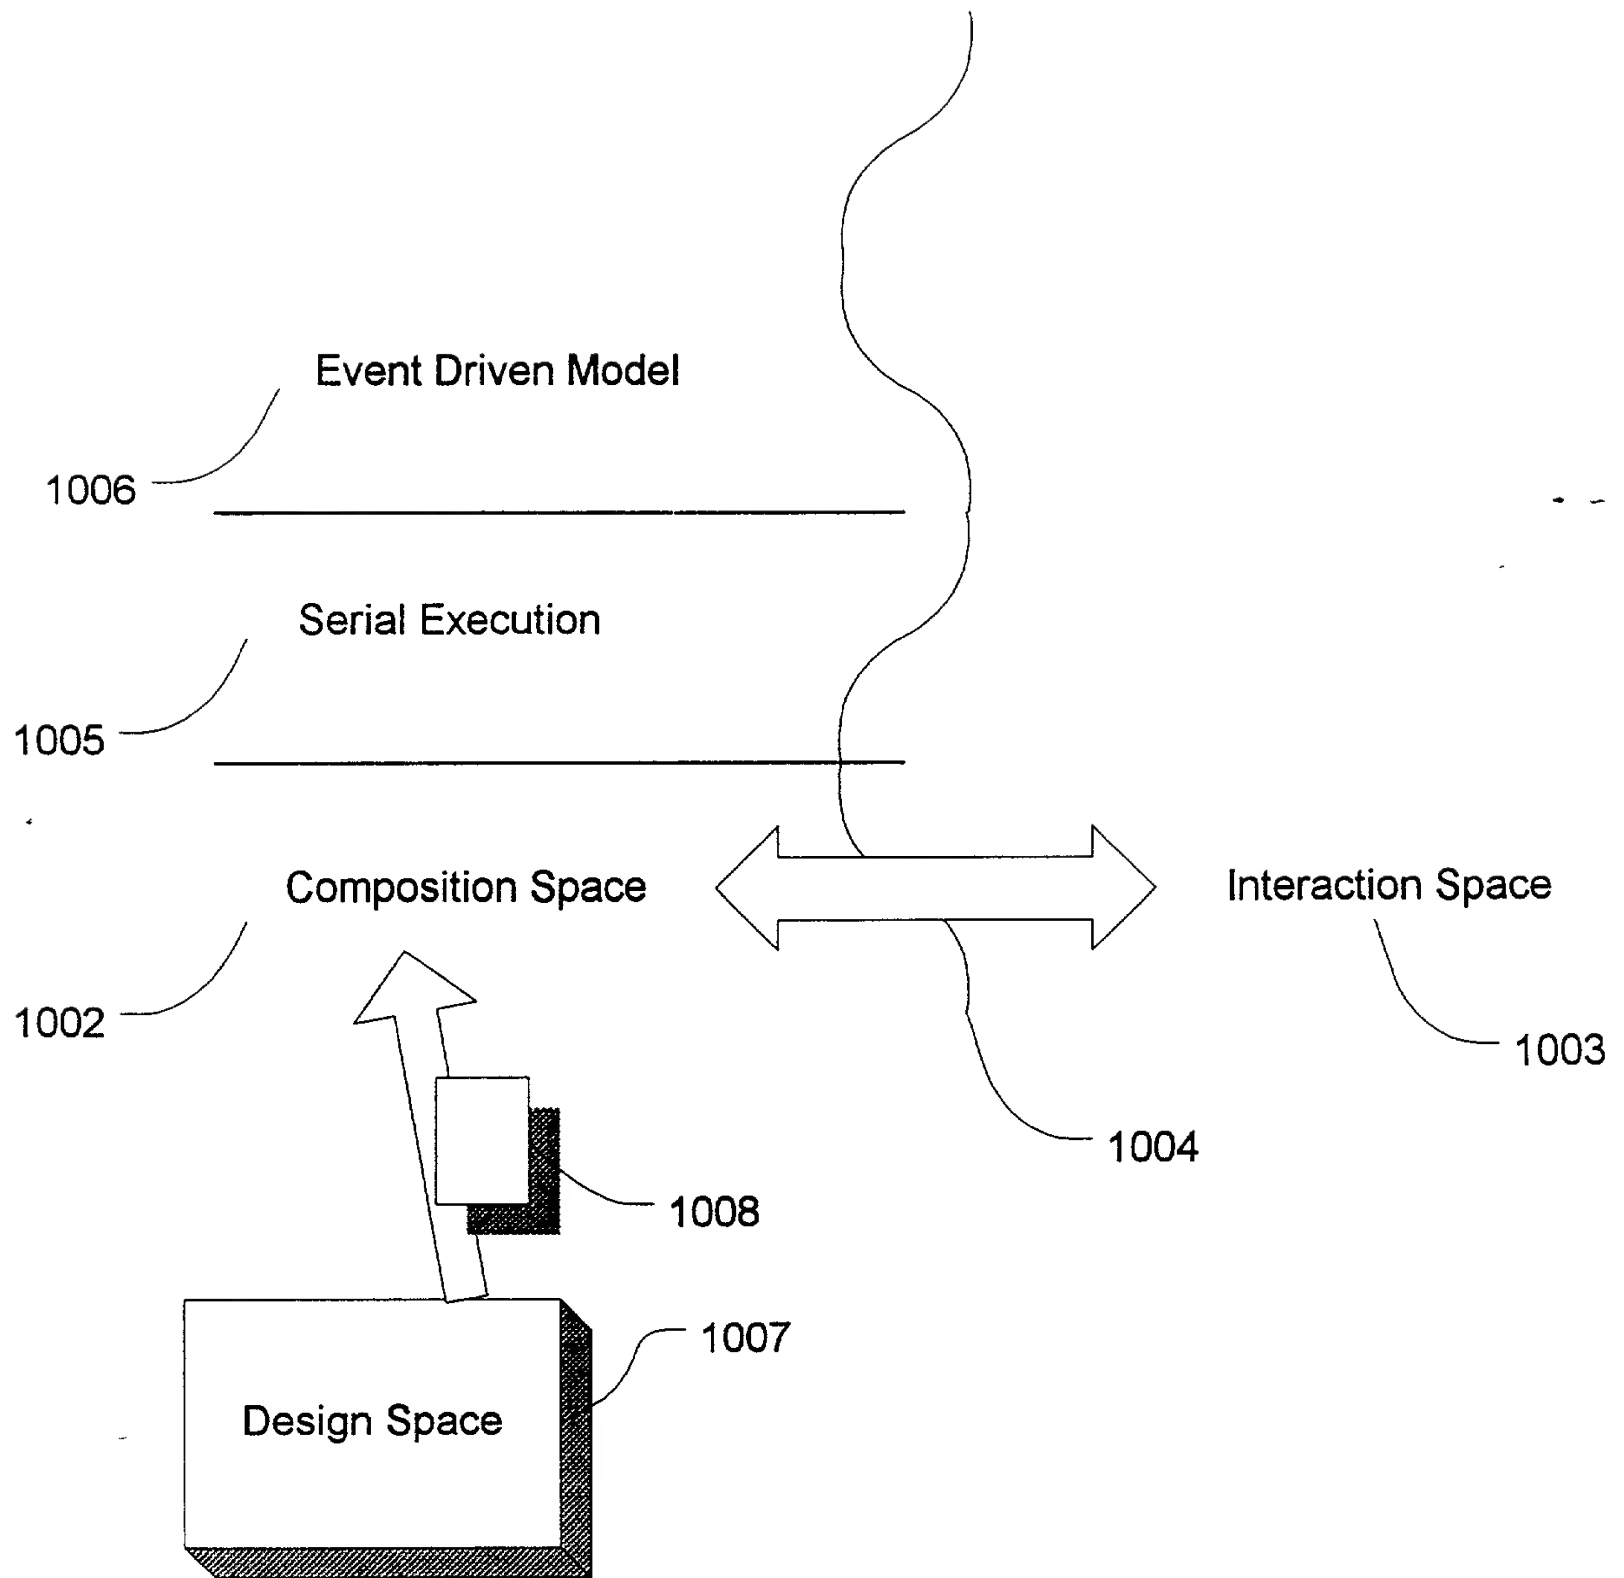 Event Driven Model
1006
Serial Execution
1005
Composition Space
Interaction Space
1002
1003
1004
1008
1007
Design Space